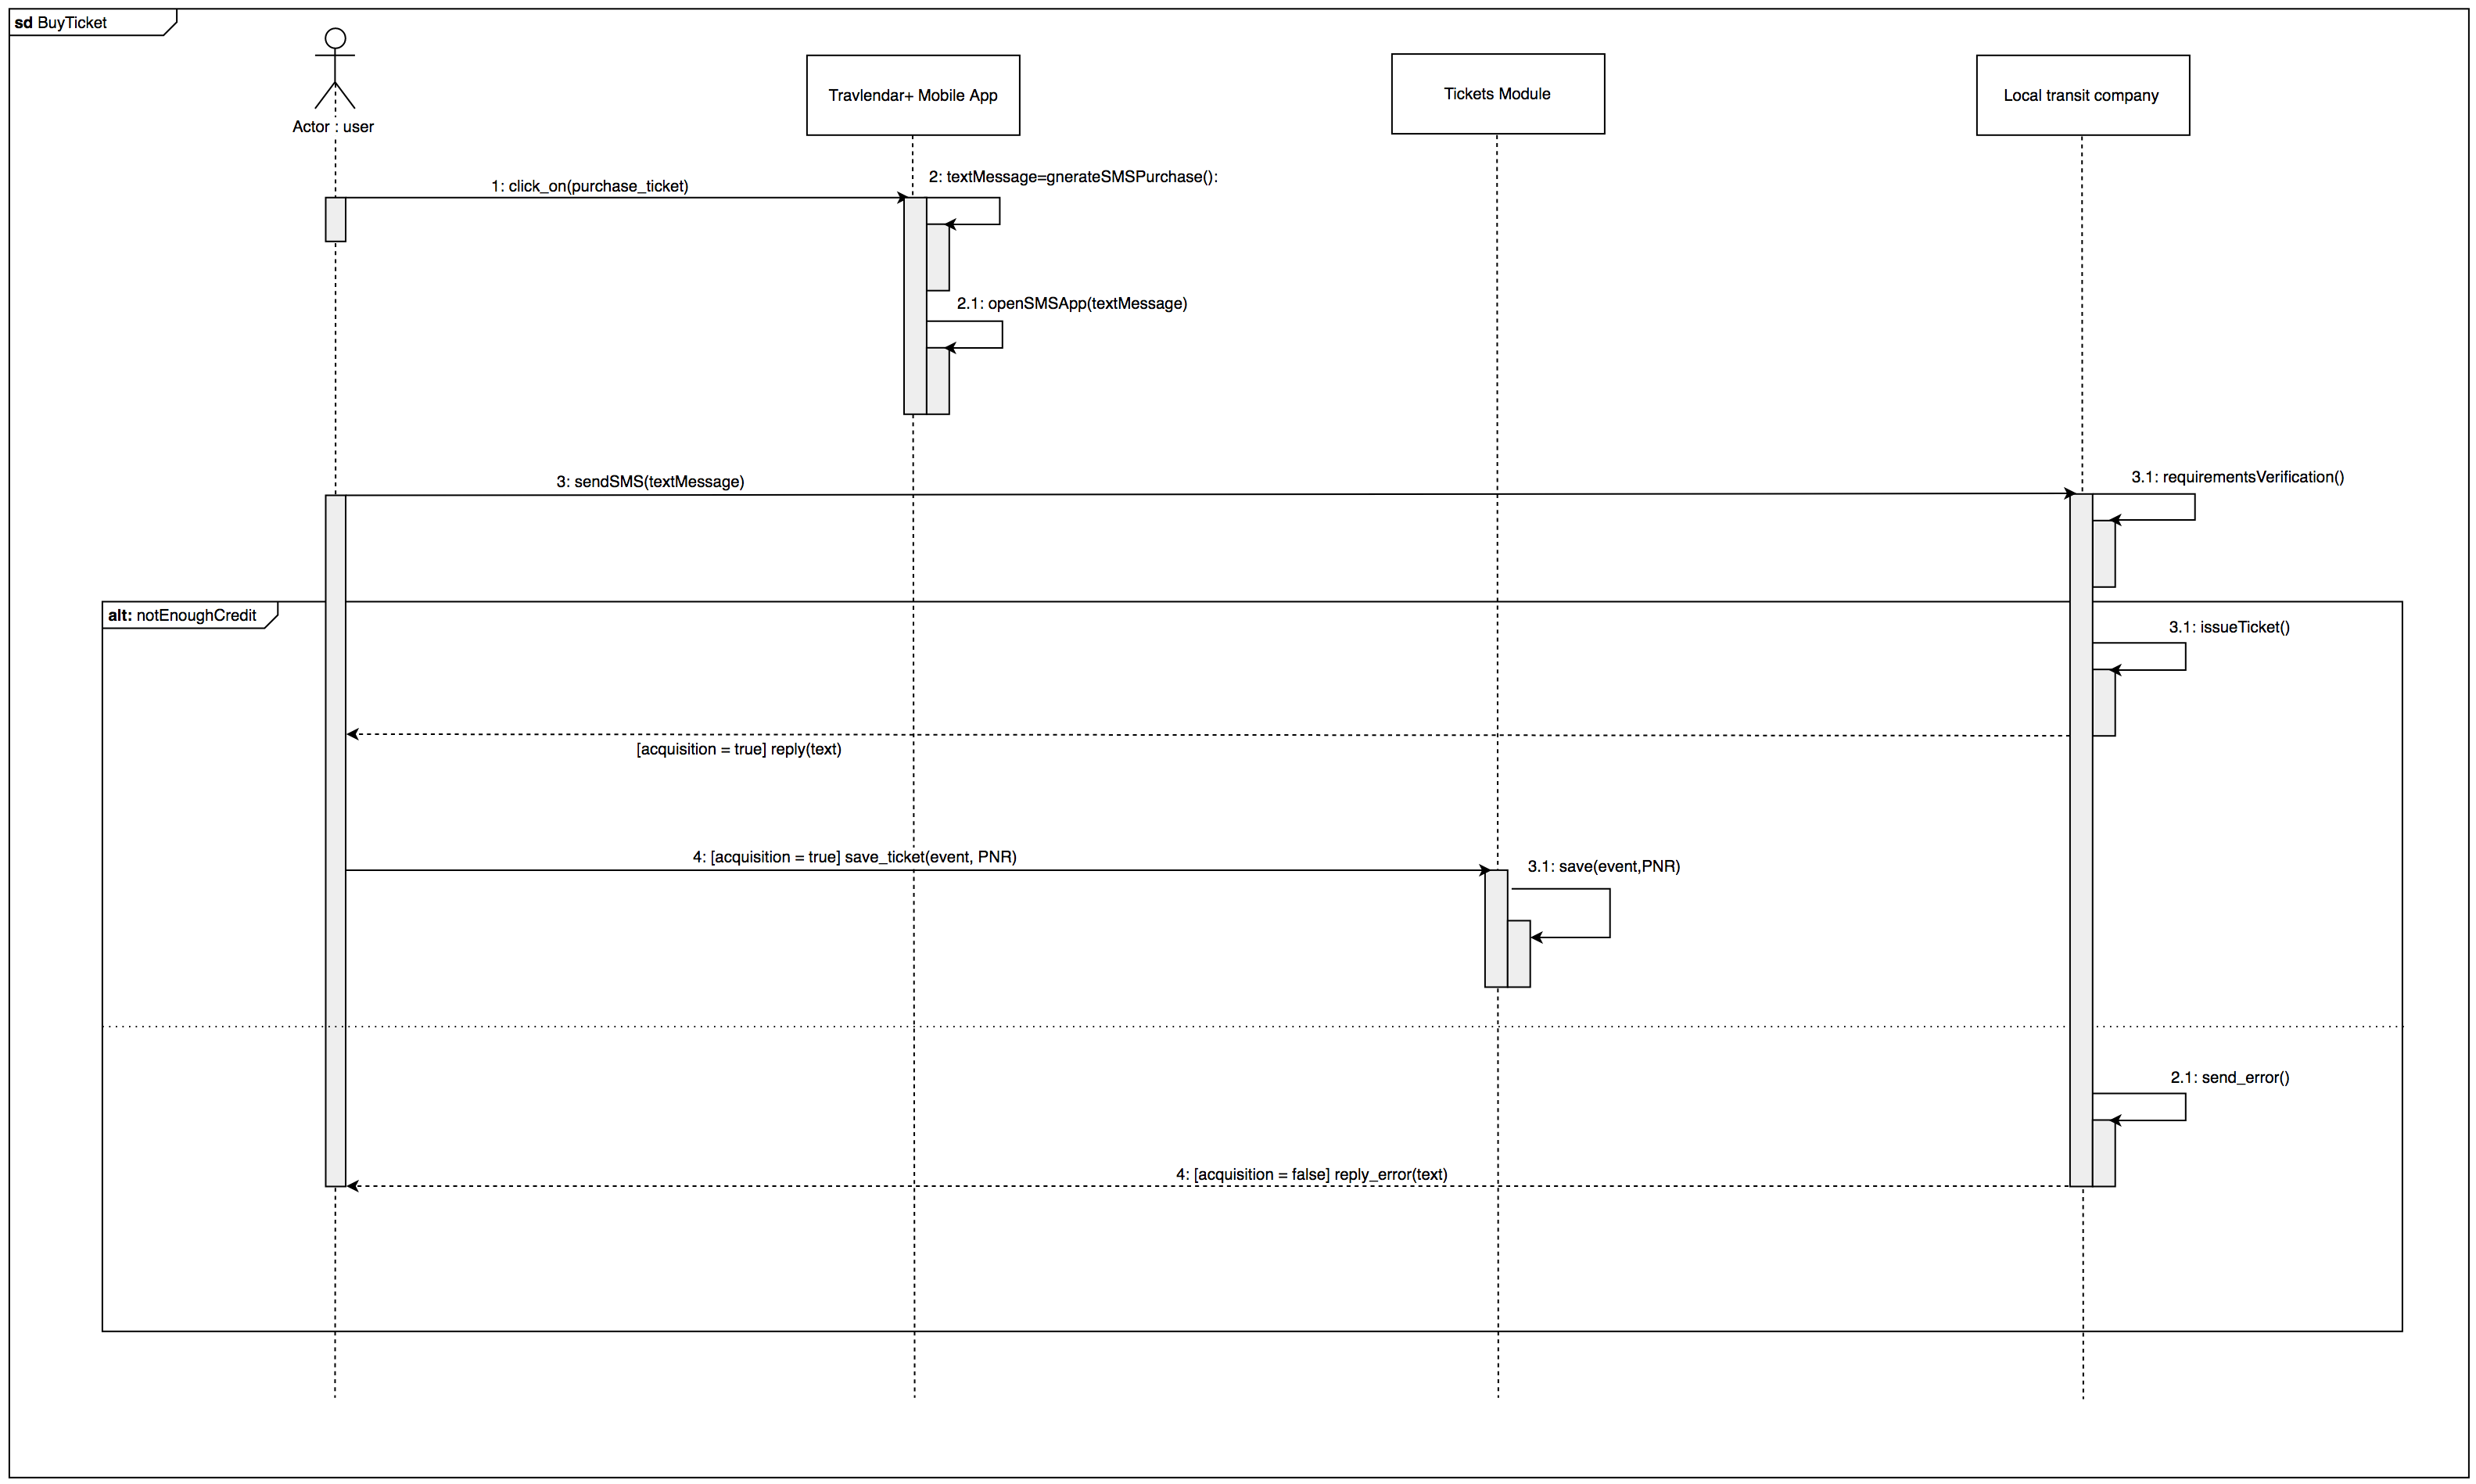 sd BuyTicket
Actor : user
Travlendar+ Mobile App
Tickets Module
Local transit company
1: click_on(purchase_ticket)
2: textMessage=gnerateSMSPurchase():
2.1: openSMSApp(textMessage)
3: sendSMS(textMessage)
3.1: requirementsVerification()
alt: notEnoughCredit
3.1: issueTicket()
[acquisition = true] reply(text)
4: [acquisition = true] save_ticket(event, PNR)
3.1: save(event,PNR)
2.1: send_error()
4: [acquisition = false] reply_error(text)